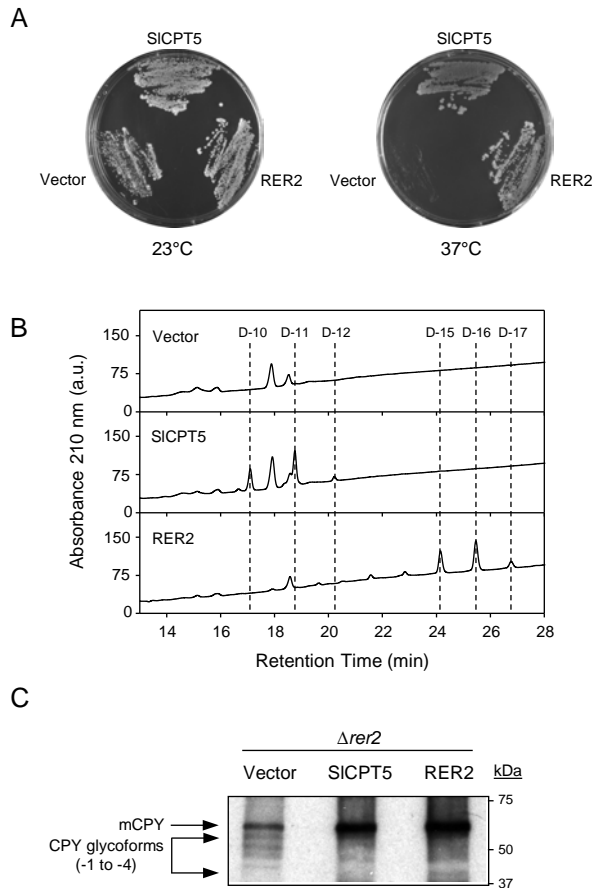 A
SlCPT5
SlCPT5
Vector
RER2
Vector
RER2
23°C
37°C
B
D-10
D-11
D-12
D-15
D-16
D-17
150
Vector
75
0
150
SlCPT5
75
0
150
RER2
75
0
Absorbance 210 nm (a.u.)
14 16 18 20 22 24 26 28
Retention Time (min)
C
Δrer2
Vector SlCPT5 RER2 kDa
75
mCPY
CPY glycoforms
(-1 to -4)
50
37